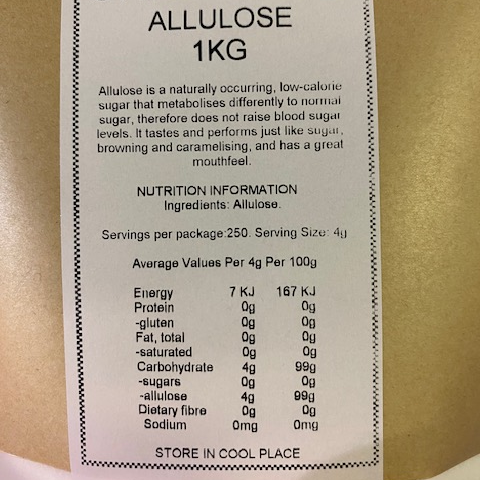 ALLULOSE
1KG
Allulose is a naturally occurring, low-calorie
sugar that metabolises differently to normal
sugar, therefore does not raise blood sugar
levels. It tastes and performs just like sugar,
browning and caramelising, and has a great
mouthfeel.
NUTRITION INFORMATION
Ingredients: Allulose.
Servings per package:250. Serving Size: 4g
Average Values Per 4g Per 100g
Energy 7 KJ 167 KJ
Protein 0g 0g
-gluten 0g 0g
Fat, total 0g 0g
-saturated 0g 0g
Carbohydrate 4g 99g
-sugars 0g 0g
-allulose 4g 99g
Dietary fibre 0g 0g
Sodium 0mg 0mg
STORE IN COOL PLACE